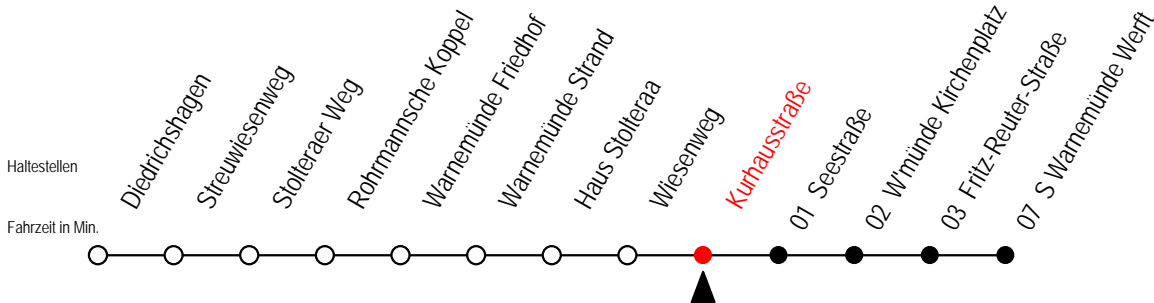 Haltestellen
Fahrzeit in Min.
Diedrichshagen
Streuwiesenweg
Stolteraer Weg
Rohrmannsche Koppel
Warnemünde Friedhof
Warnemünde Strand
Haus Stolteraa
Wiesenweg
Kurhausstraße
01 Seestraße
02 W'münde Kirchenplatz
03 Fritz-Reuter-Straße
07 S Warnemünde Werft